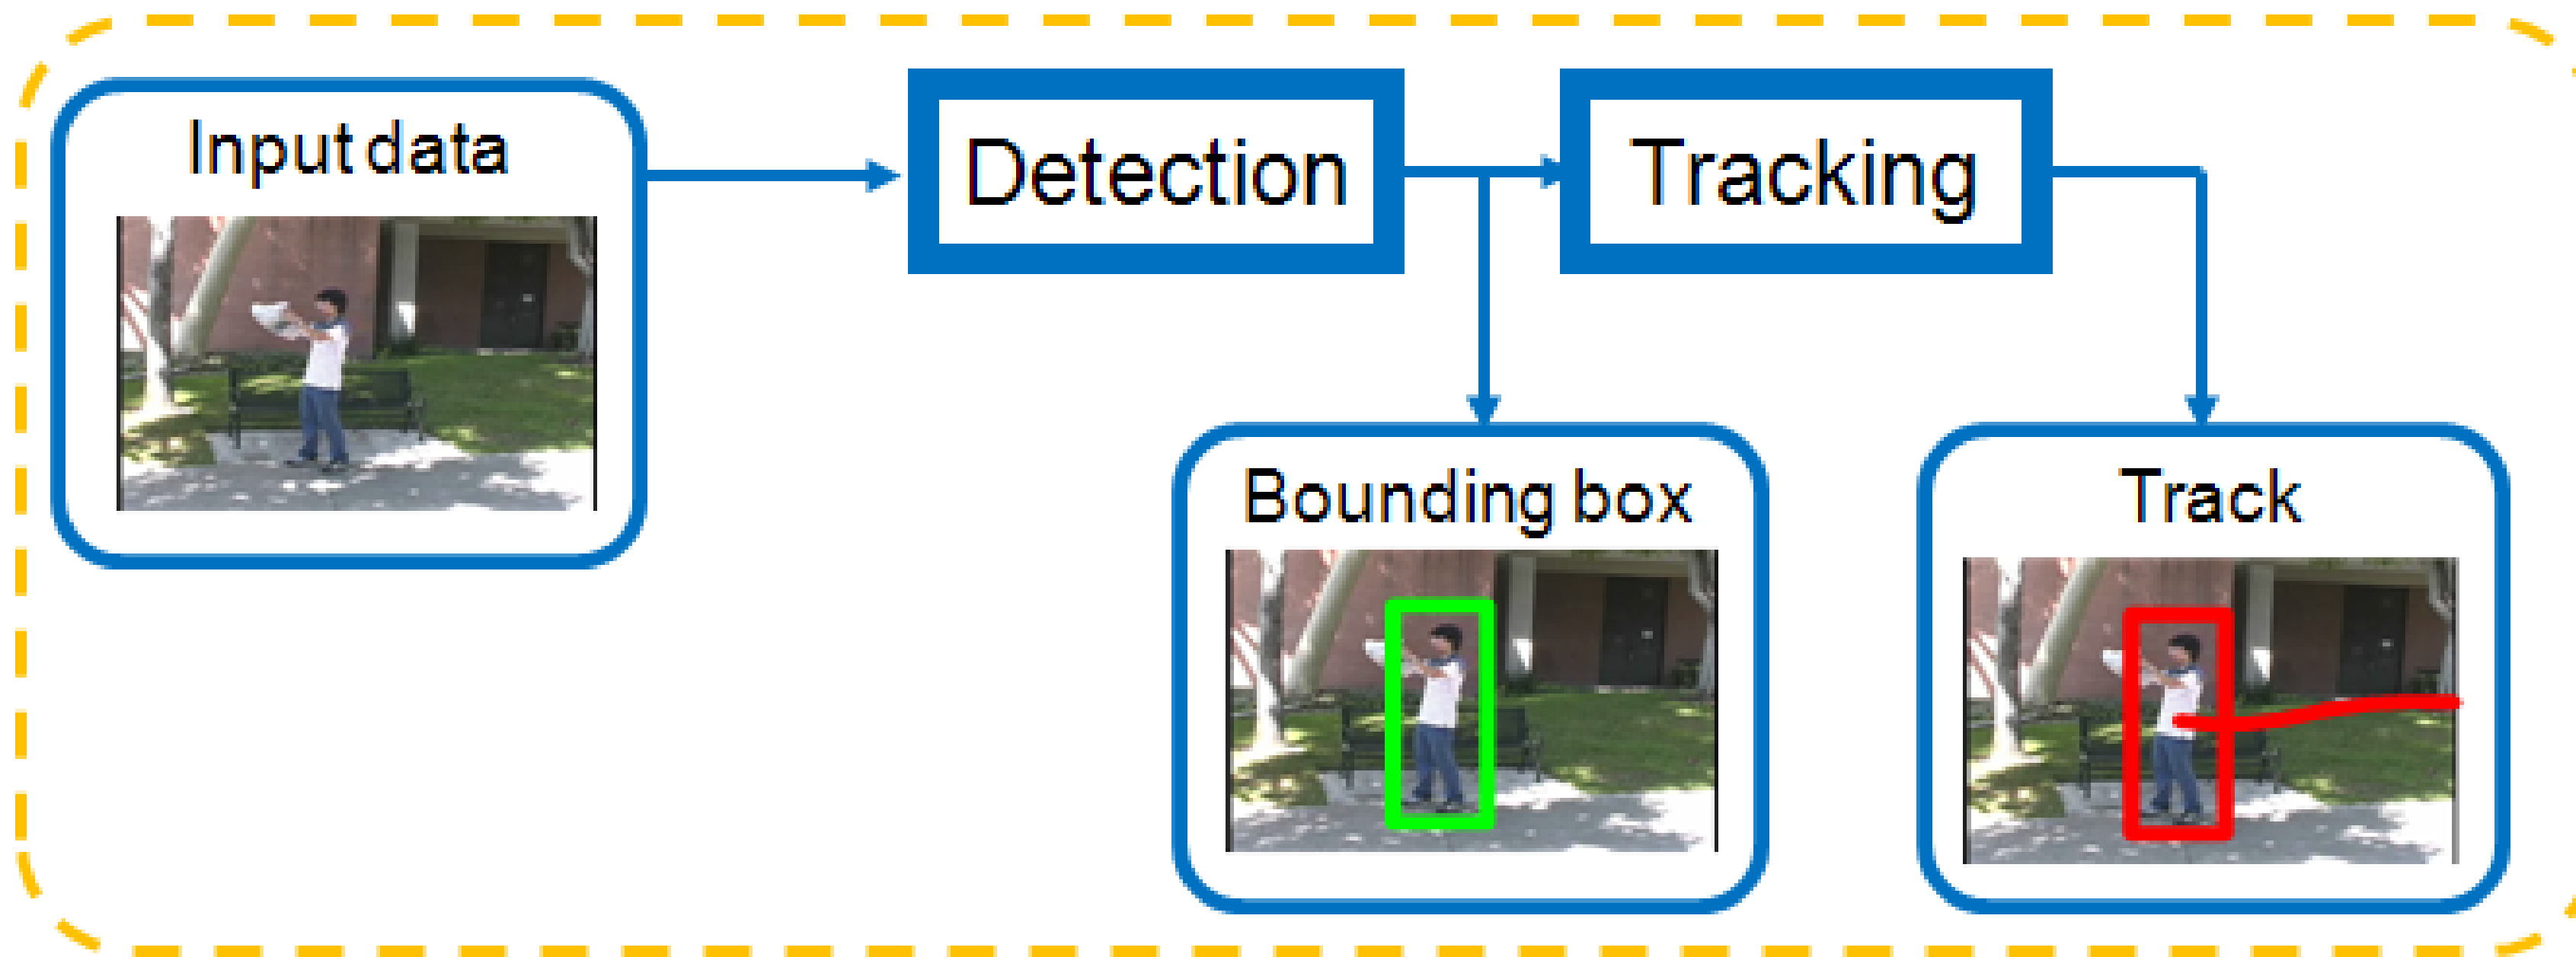 Input data
Detection
Tracking
Bounding box
Track